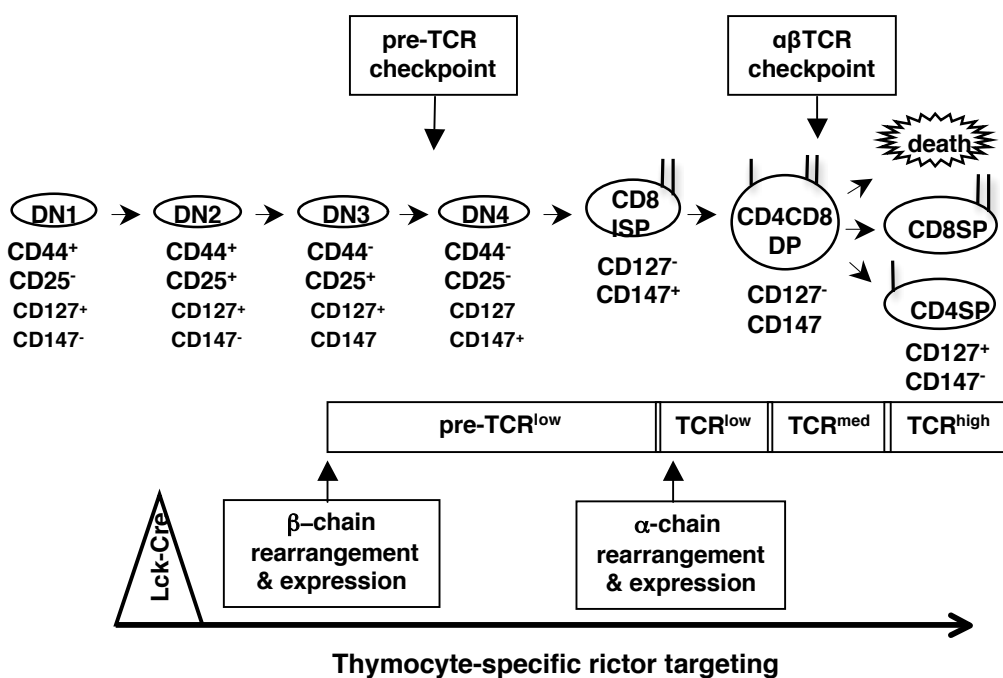 pre-TCR
checkpoint
αβTCR
checkpoint
death
DN1
DN2
DN3
DN4
CD8
ISP
CD4CD8
DP
CD8SP
CD4SP
CD44⁺
CD25⁻
CD127⁺
CD147⁻
CD44⁺
CD25⁺
CD127⁺
CD147⁻
CD44⁻
CD25⁺
CD127⁺
CD147
CD44⁻
CD25⁻
CD127
CD147⁺
CD127⁻
CD147⁺
CD127⁻
CD147
CD127⁺
CD147⁻
pre-TCRˡᵒʷ
TCRˡᵒʷ
TCRᵐᵉᵈ
TCRʰⁱᵍʰ
Lck-Cre
β–chain
rearrangement
& expression
α-chain
rearrangement
& expression
Thymocyte-specific rictor targeting